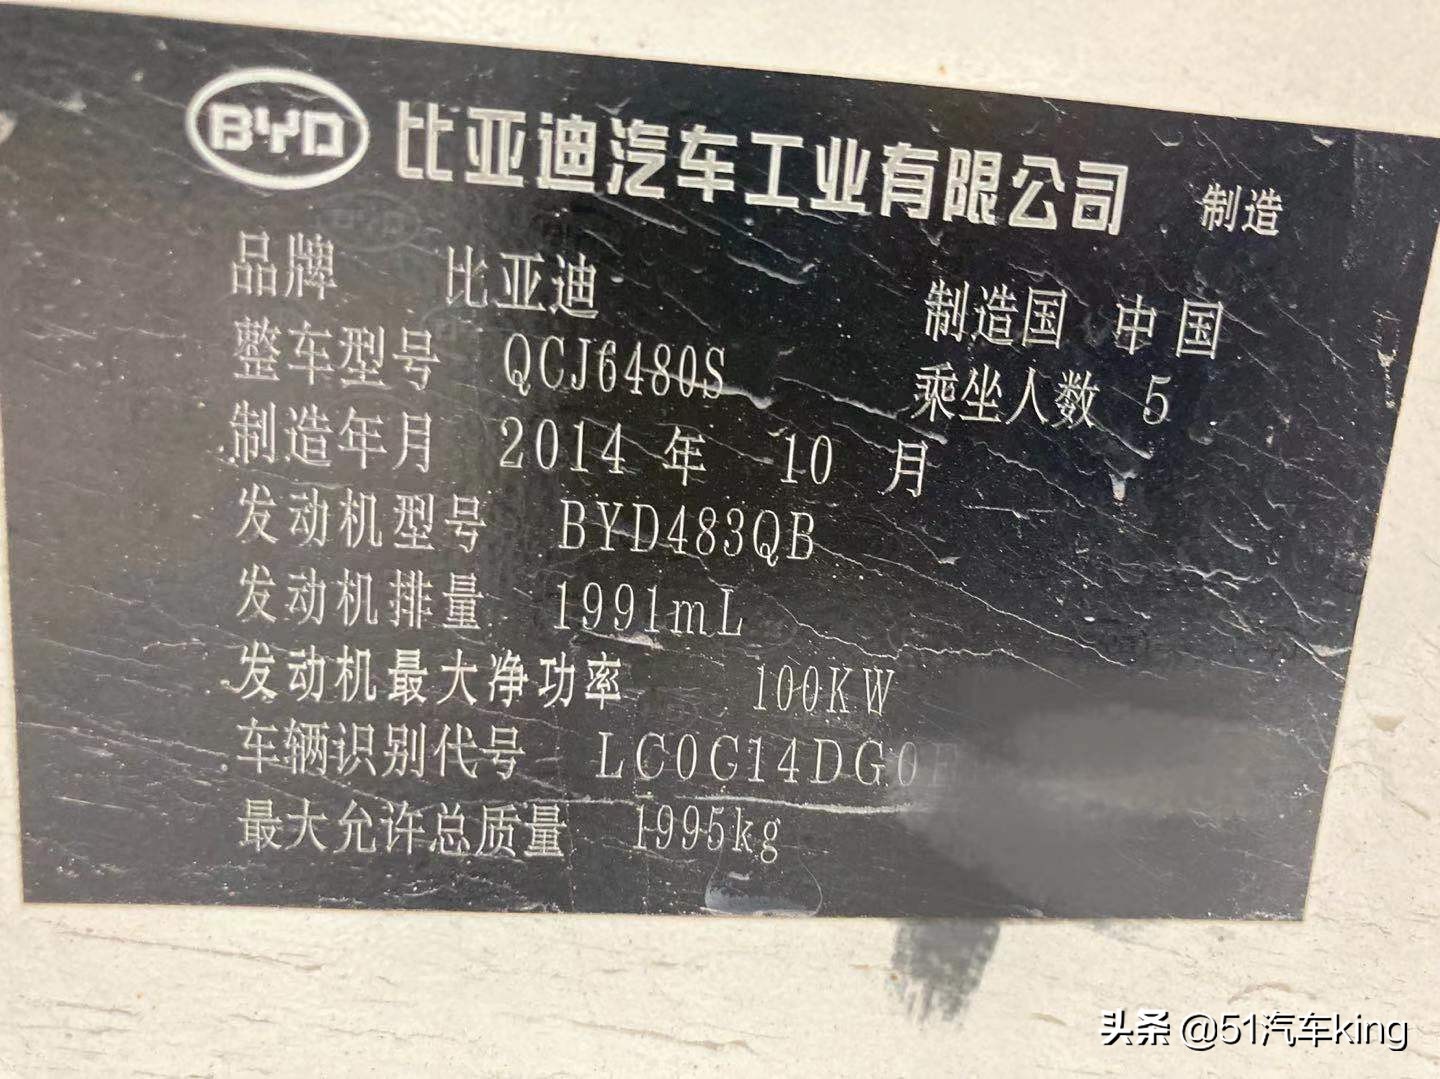 BYD 比亚迪汽车工业有限公司 制造
品牌 比亚迪 制造国 中国
整车型号 QCJ6480S 乘坐人数 5
制造年月 2014 年 10 月
发动机型号 BYD483QB
发动机排量 1991mL
发动机最大净功率 100KW
车辆识别代号 LC0C14DG0
最大允许总质量 1995kg
头条 @51汽车king